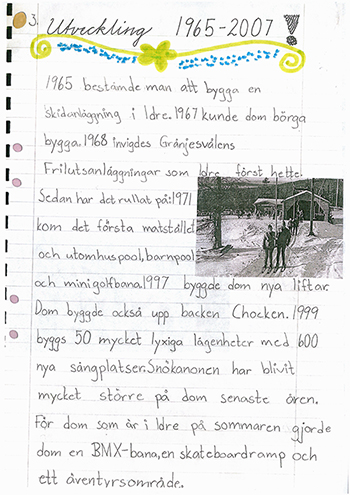 3. Utveckling 1965-2007!
1965 bestämde man att bygga en
skidanläggning i Idre. 1967 kunde dom börga
bygga. 1968 invigdes Gränjesvålens
Frilutsanläggningar som Idre först hette.
Sedan har det rullat på: 1971
kom det första matstället
och utomhuspool, barnpool
och minigolfbana. 1997 byggde dom nya liftar.
Dom byggde också upp backen Chocken. 1999
byggs 50 mycket lyxiga lägenheter med 600
nya sängplatser. Snökanonen har blivit
mycket större på dom senaste åren.
För dom som är i Idre på sommaren gjorde
dom en BMX-bana, en skateboardramp och
ett äventyrsområde.